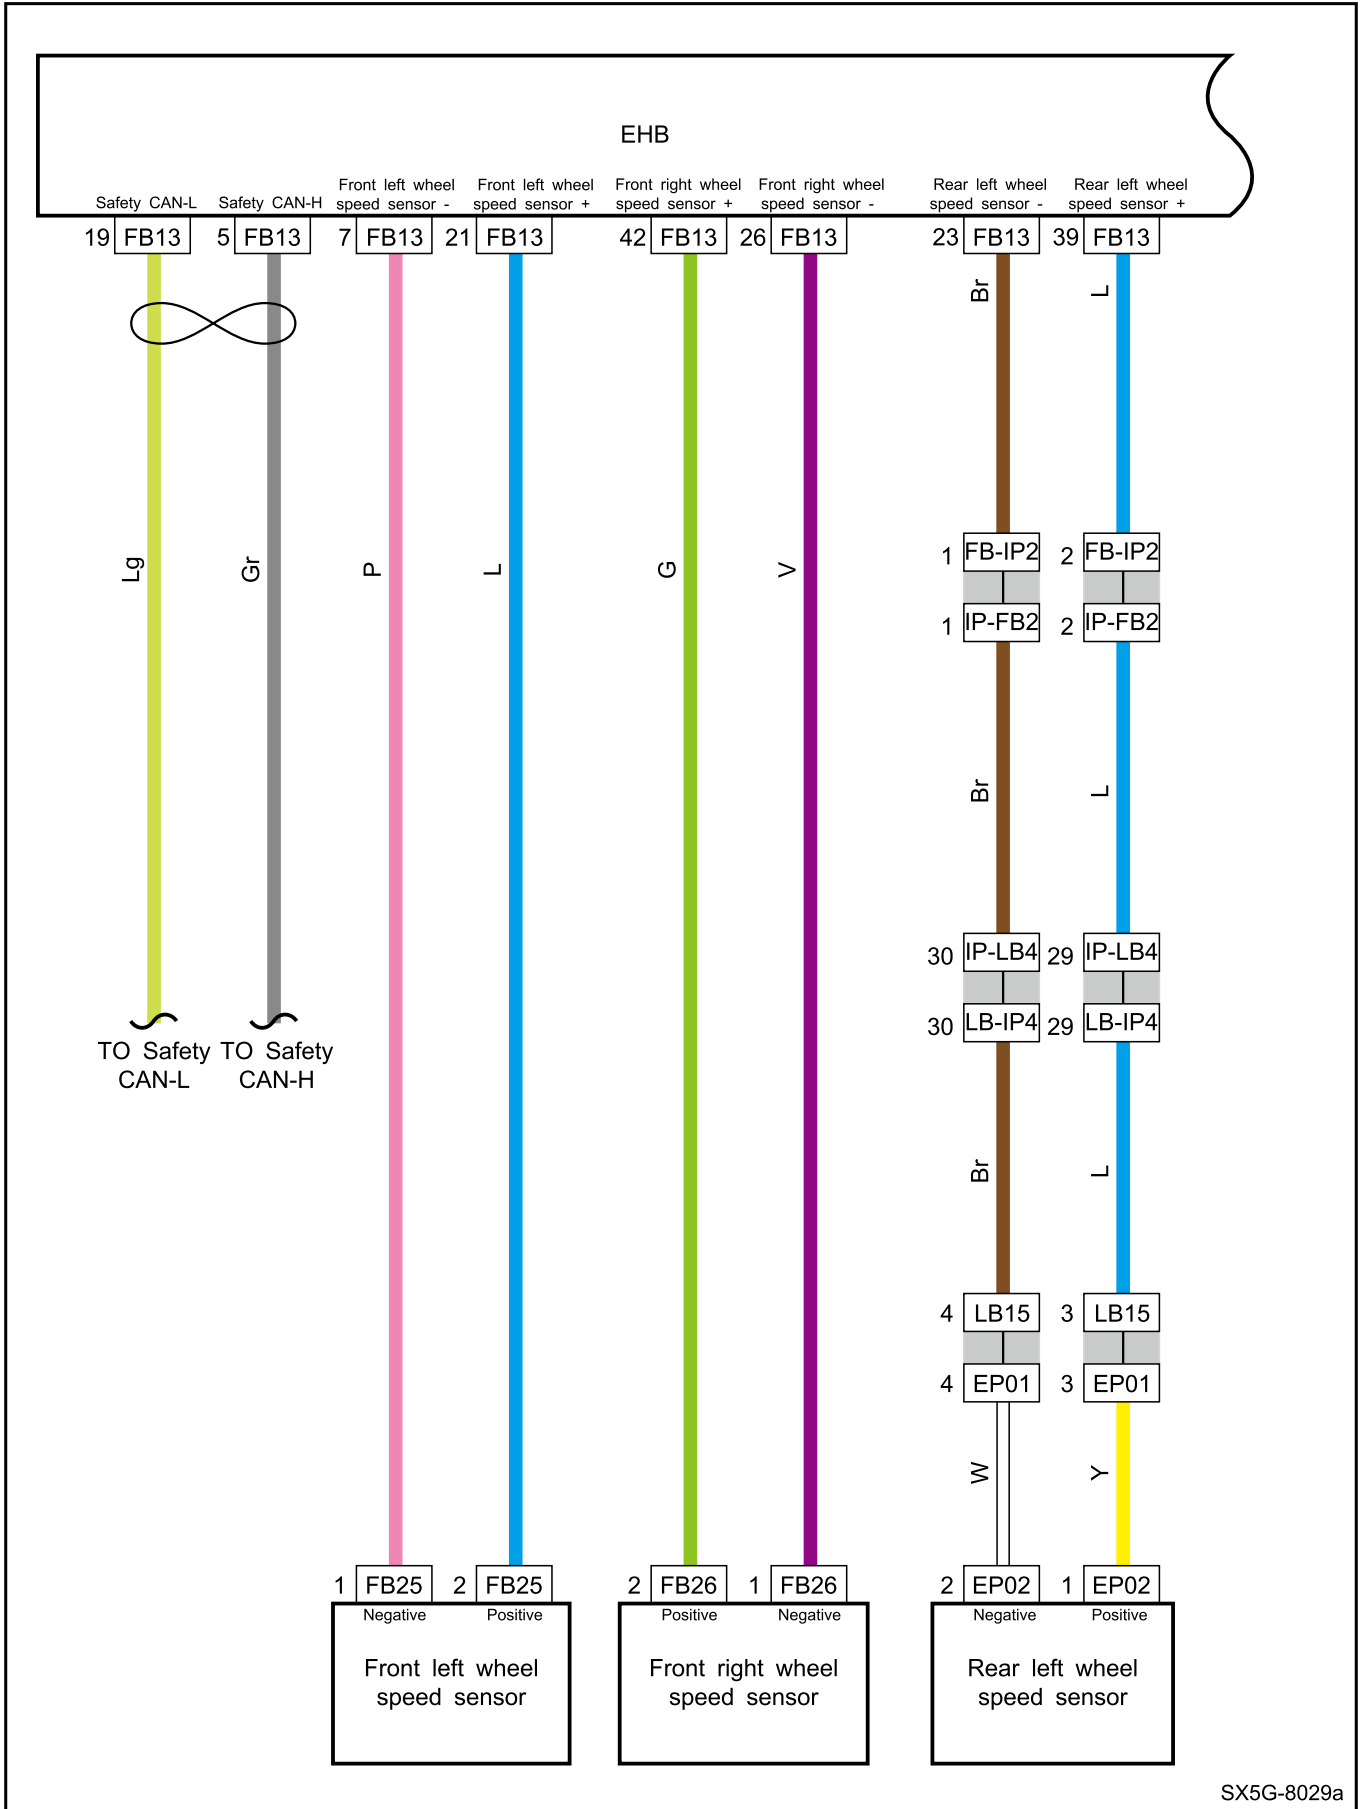 EHB
Safety CAN-L
Safety CAN-H
Front left wheel
speed sensor -
Front left wheel
speed sensor +
Front right wheel
speed sensor +
Front right wheel
speed sensor -
Rear left wheel
speed sensor -
Rear left wheel
speed sensor +
19 FB13
5 FB13
7 FB13
21 FB13
42 FB13
26 FB13
23 FB13
39 FB13
Br
L
Lg
Gr
P
L
G
V
1 FB-IP2
2 FB-IP2
1 IP-FB2
2 IP-FB2
Br
L
30 IP-LB4
29 IP-LB4
30 LB-IP4
29 LB-IP4
TO Safety
CAN-L
TO Safety
CAN-H
Br
L
4 LB15
3 LB15
4 EP01
3 EP01
W
Y
1 FB25
2 FB25
2 FB26
1 FB26
2 EP02
1 EP02
Negative
Positive
Positive
Negative
Negative
Positive
Front left wheel
speed sensor
Front right wheel
speed sensor
Rear left wheel
speed sensor
SX5G-8029a